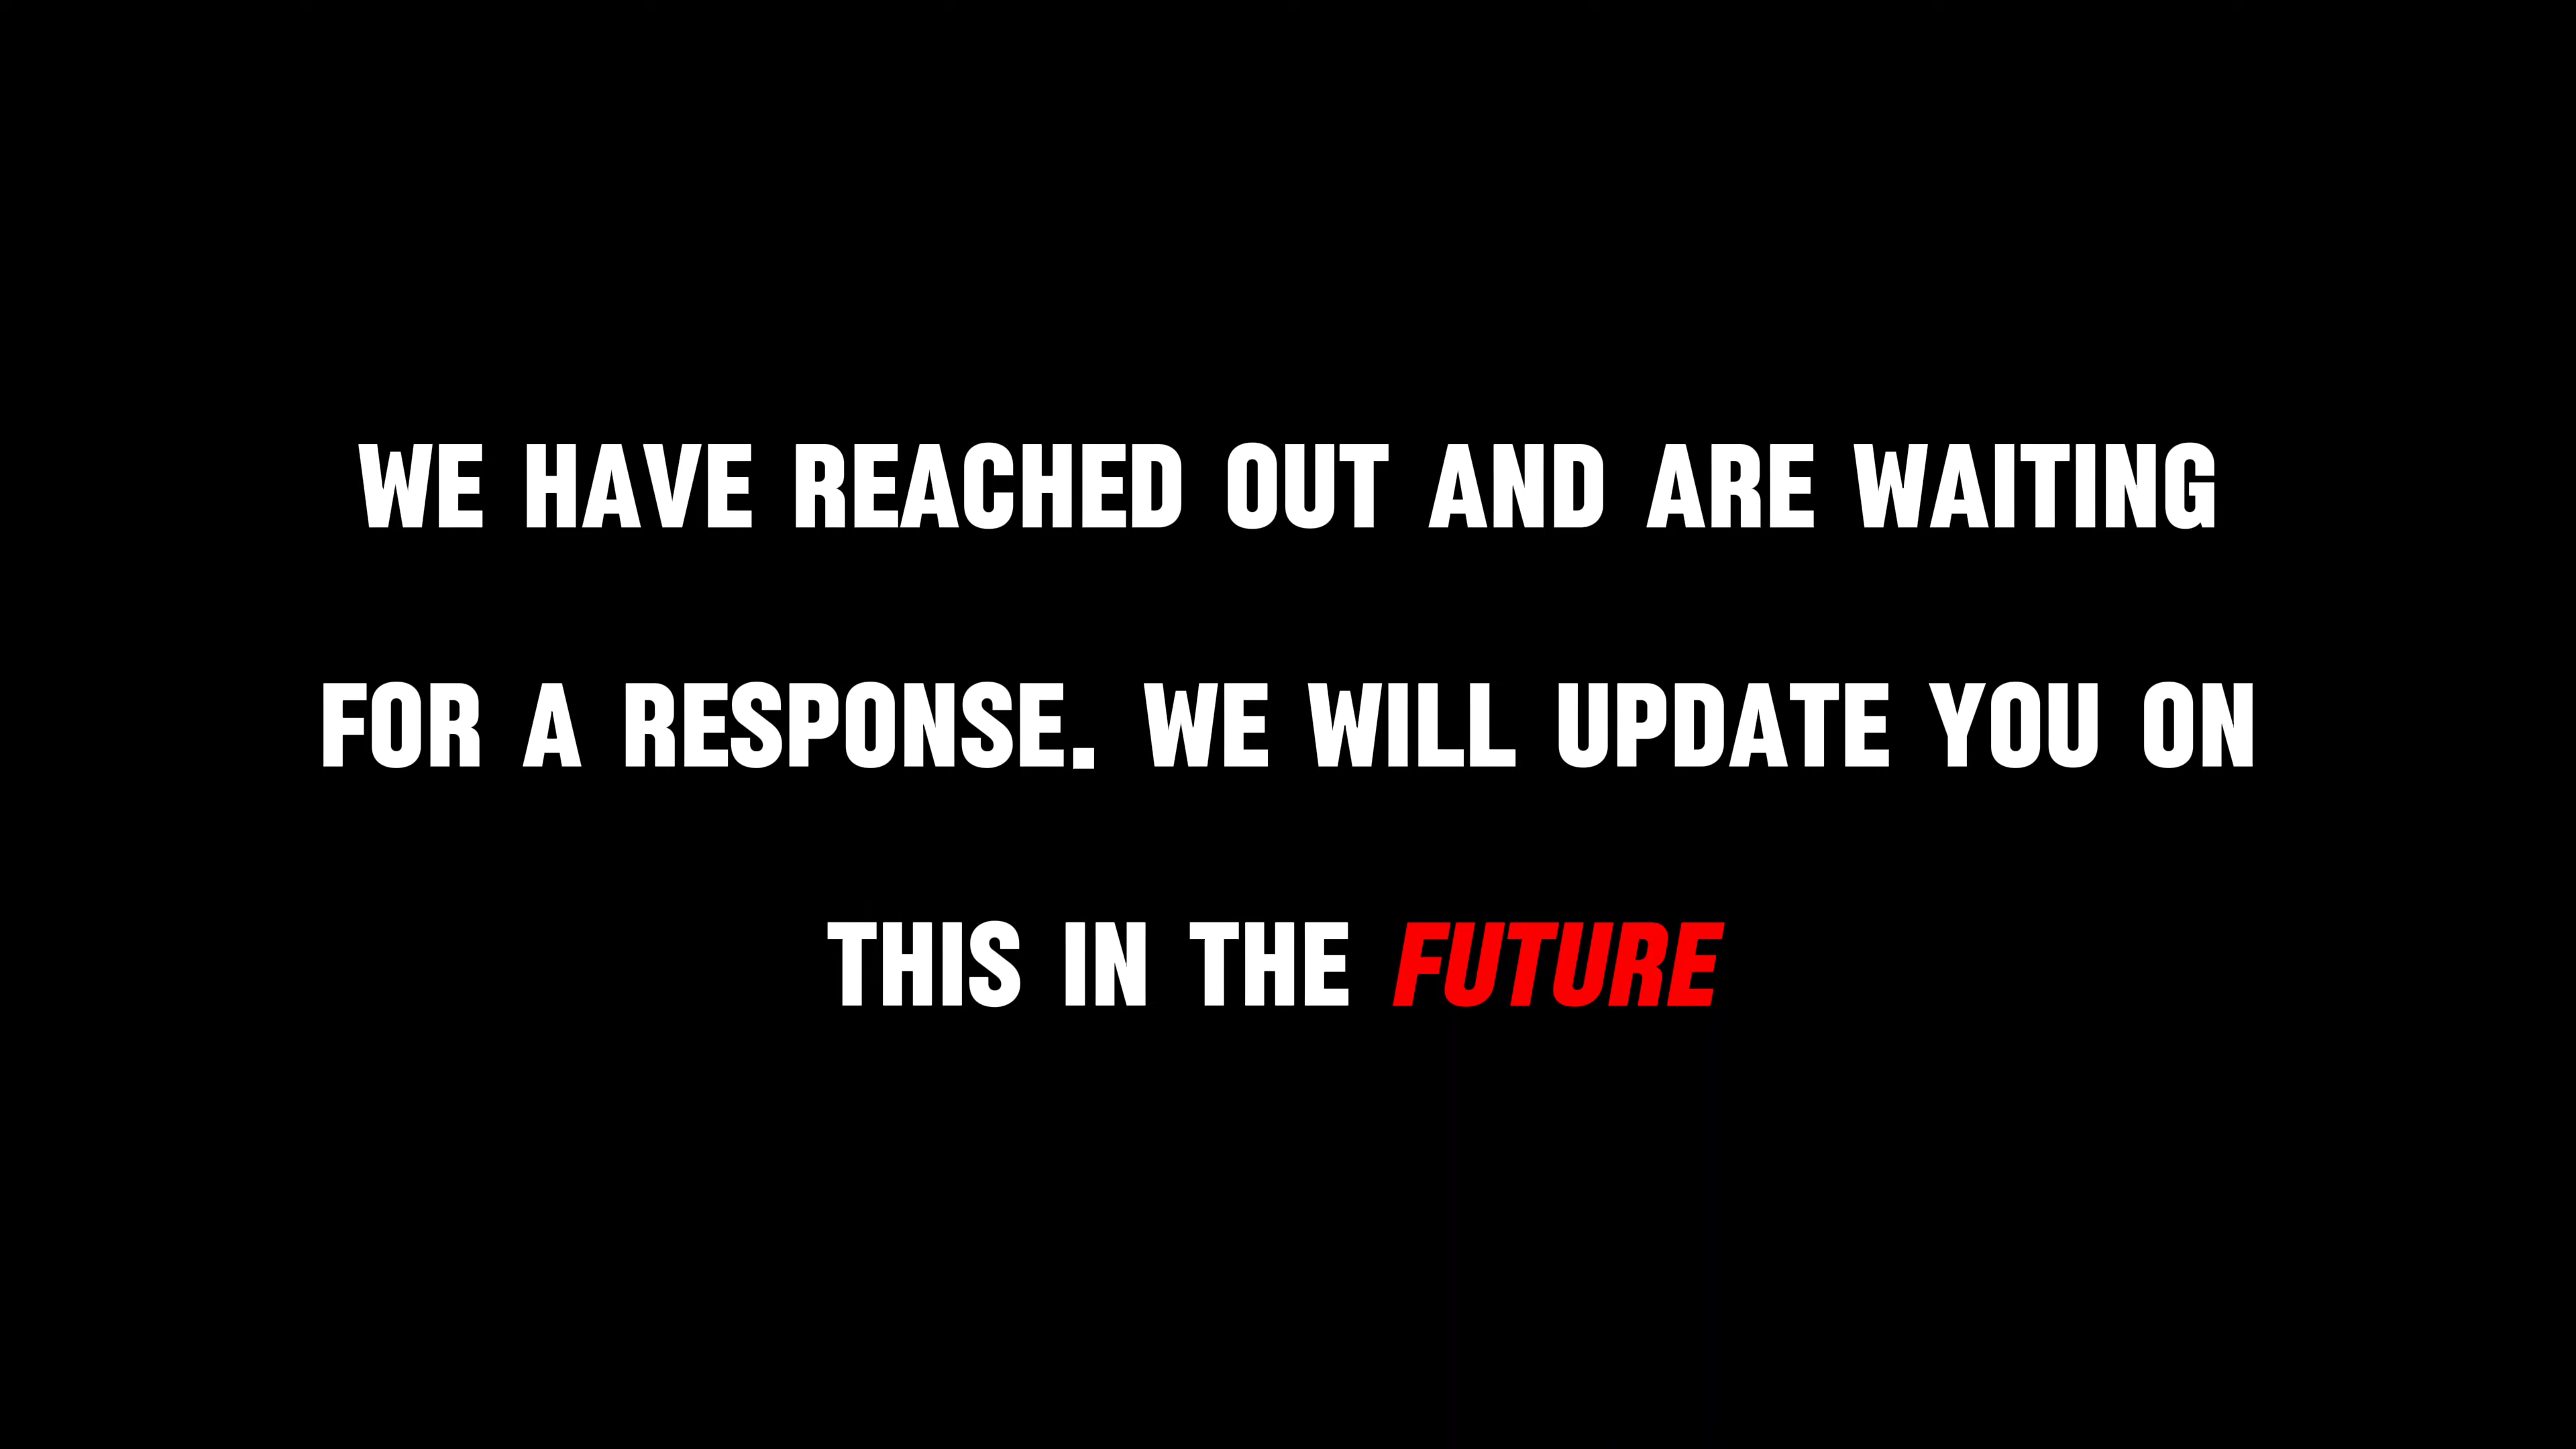 WE HAVE REACHED OUT AND ARE WAITING
FOR A RESPONSE. WE WILL UPDATE YOU ON
THIS IN THE FUTURE